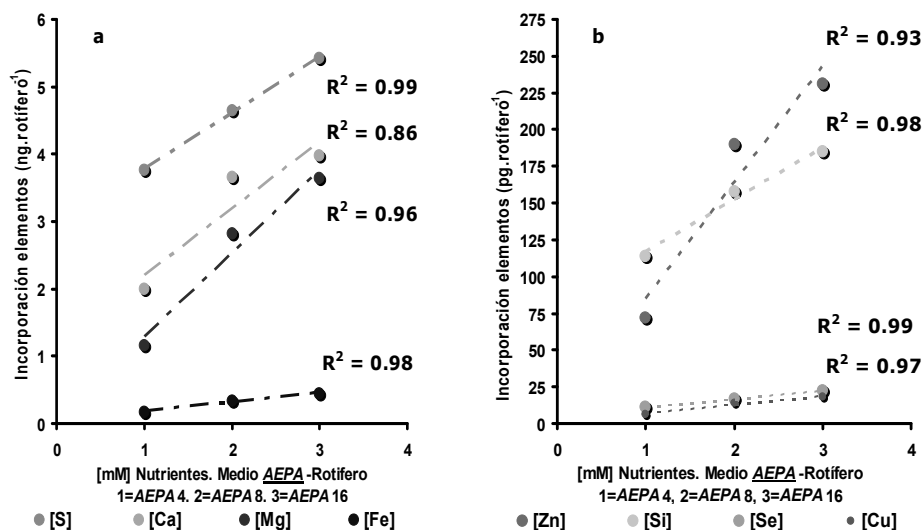 a
Incorporación elementos (ng.rotíferó¹)
6
5
4
3
2
1
0
R² = 0.99
R² = 0.86
R² = 0.96
R² = 0.98
0 1 2 3 4
[mM] Nutrientes. Medio AEPA -Rotífero
1=AEPA 4. 2=AEPA 8. 3=AEPA 16
[S] [Ca] [Mg] [Fe]
b
Incorporación elementos (pg.rotíferó¹)
275
250
225
200
175
150
125
100
75
50
25
0
R² = 0.93
R² = 0.98
R² = 0.99
R² = 0.97
0 1 2 3 4
[mM] Nutrientes. Medio AEPA -Rotífero
1=AEPA 4, 2=AEPA 8, 3=AEPA 16
[Zn] [Si] [Se] [Cu]